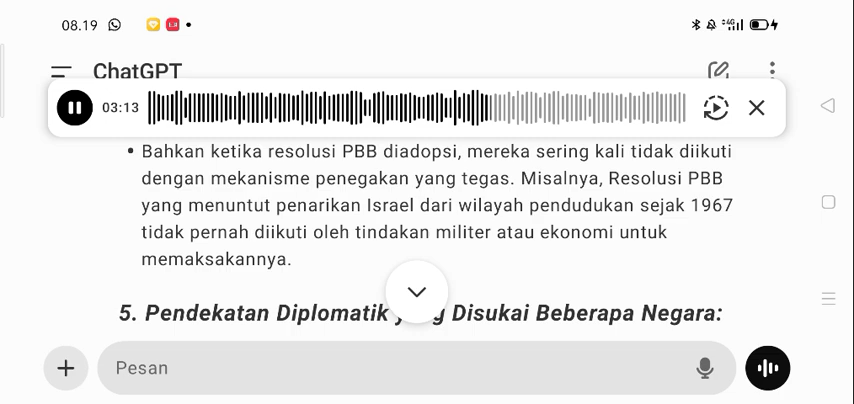 08.19
ChatGPT
03:13
• Bahkan ketika resolusi PBB diadopsi, mereka sering kali tidak diikuti
dengan mekanisme penegakan yang tegas. Misalnya, Resolusi PBB
yang menuntut penarikan Israel dari wilayah pendudukan sejak 1967
tidak pernah diikuti oleh tindakan militer atau ekonomi untuk
memaksakannya.
5. Pendekatan Diplomatik Disukai Beberapa Negara:
Pesan